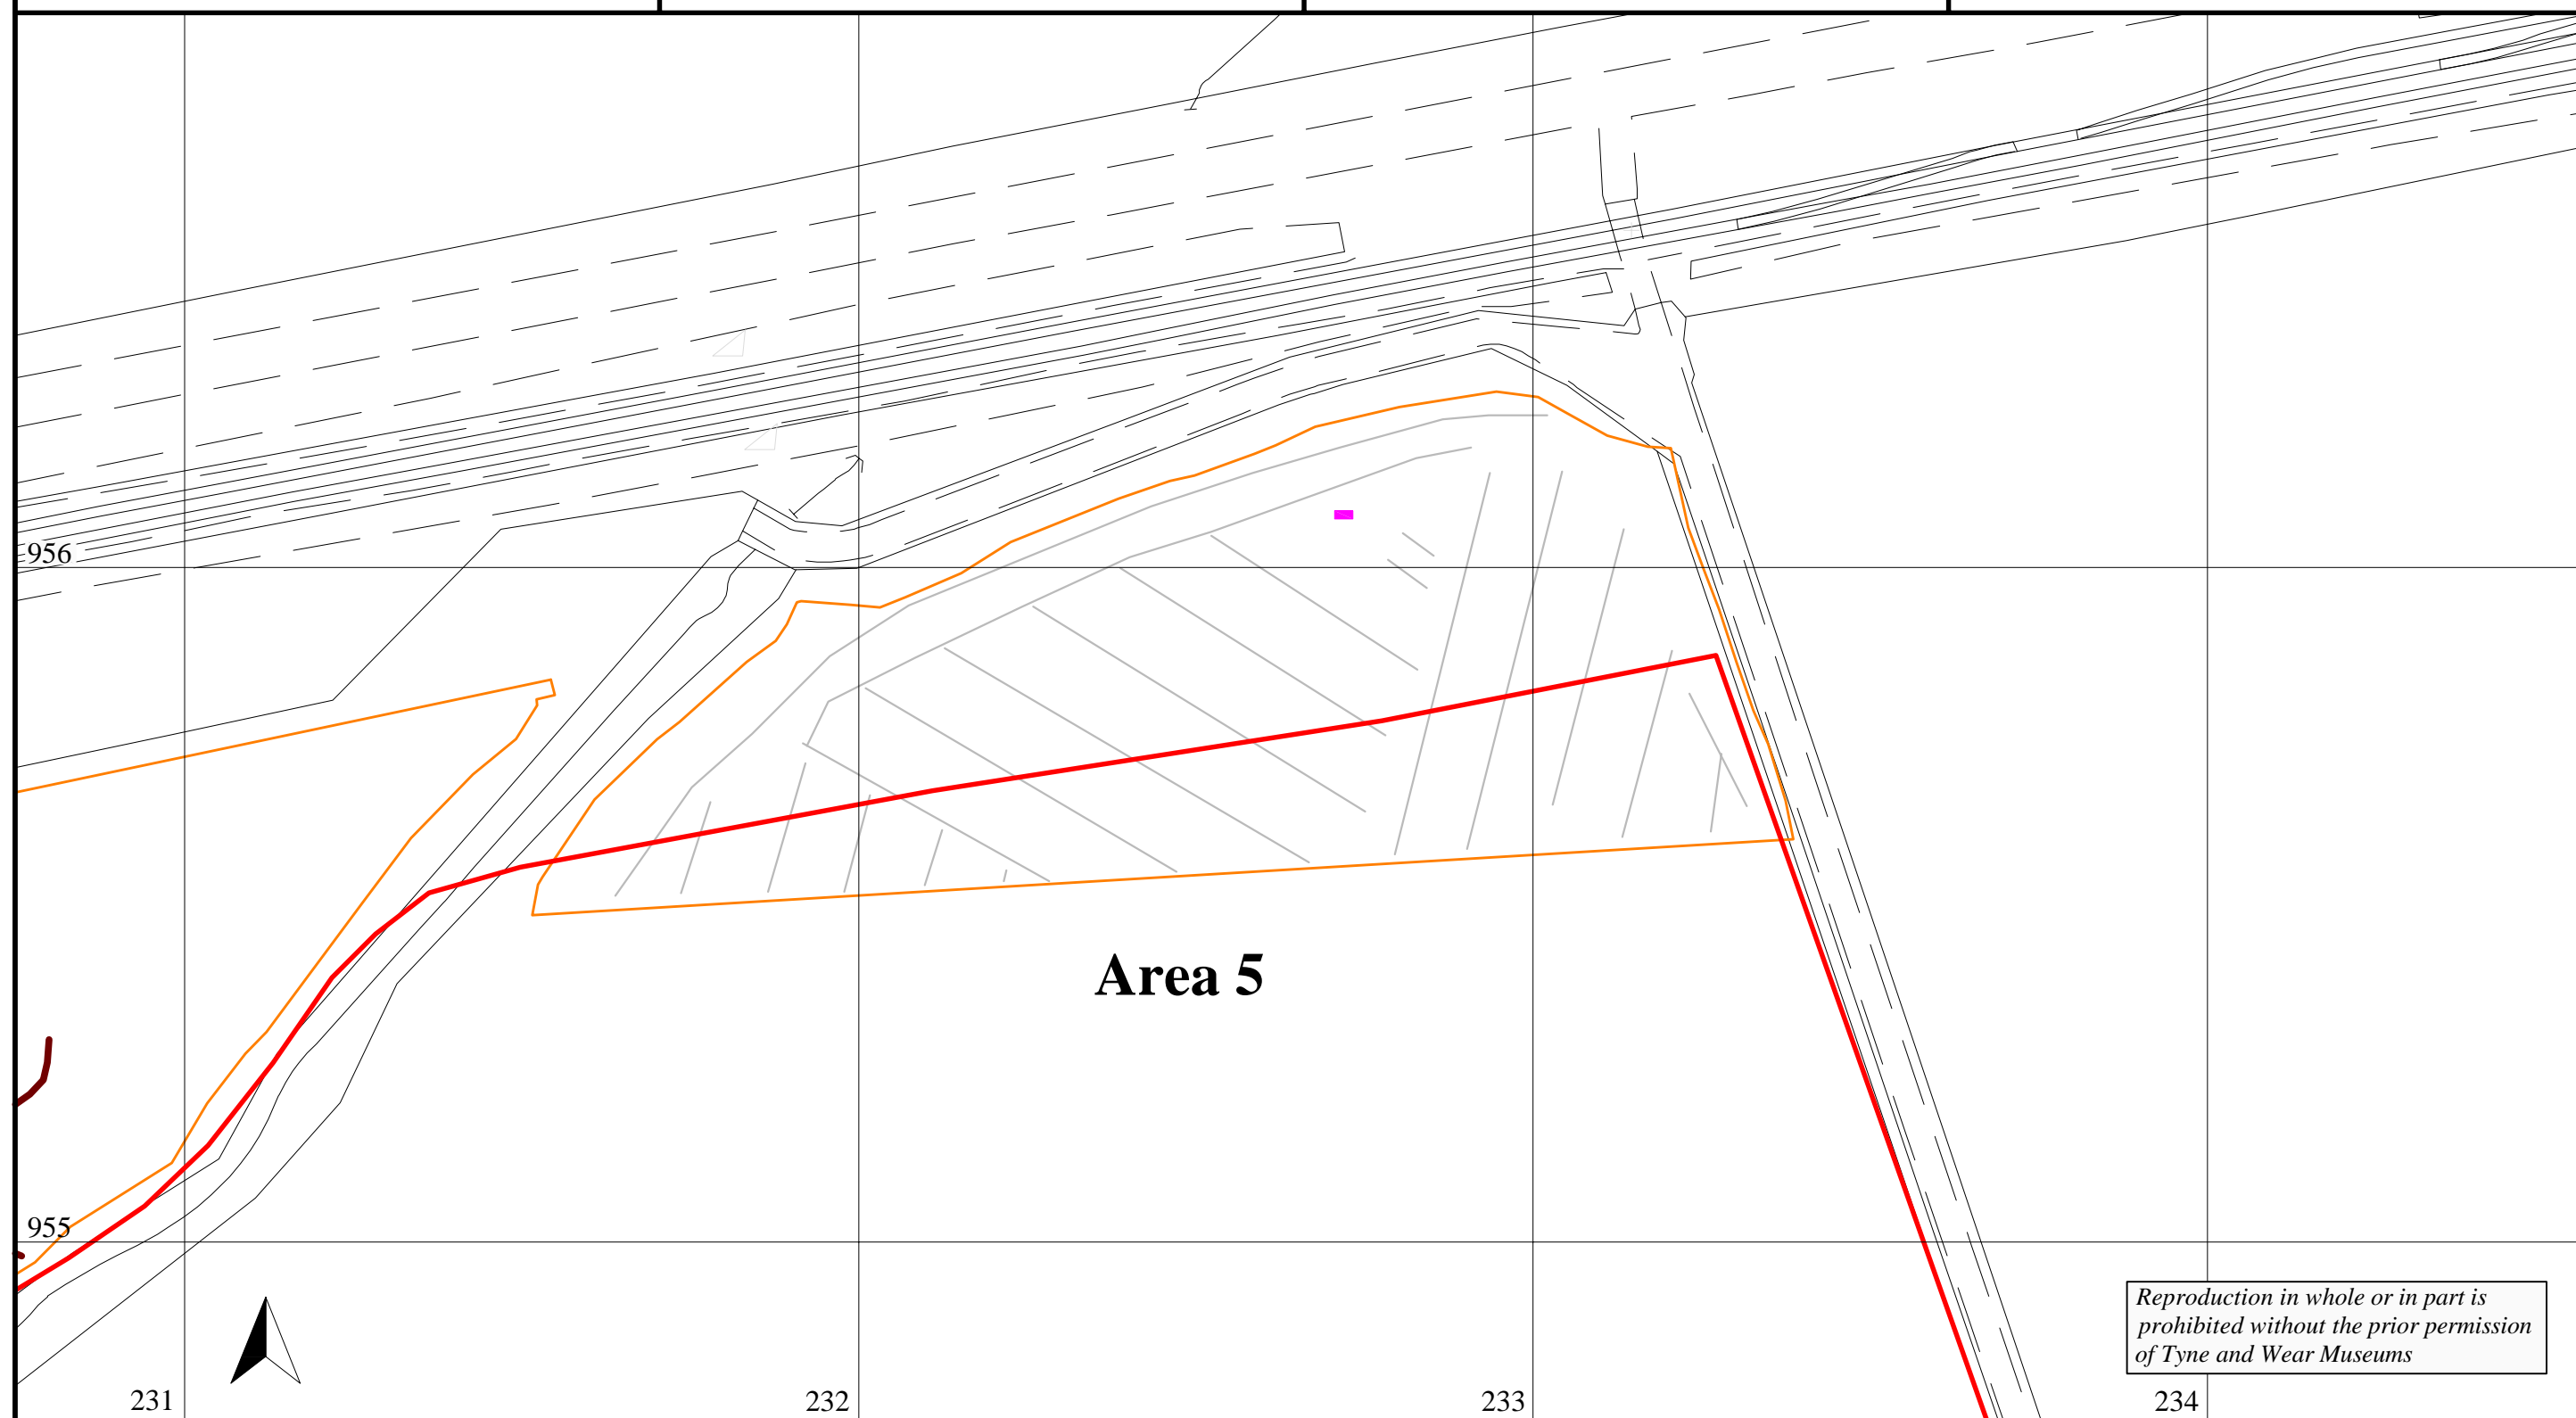 956
Area 5
955
Reproduction in whole or in part is
prohibited without the prior permission
of Tyne and Wear Museums
231
232
233
234